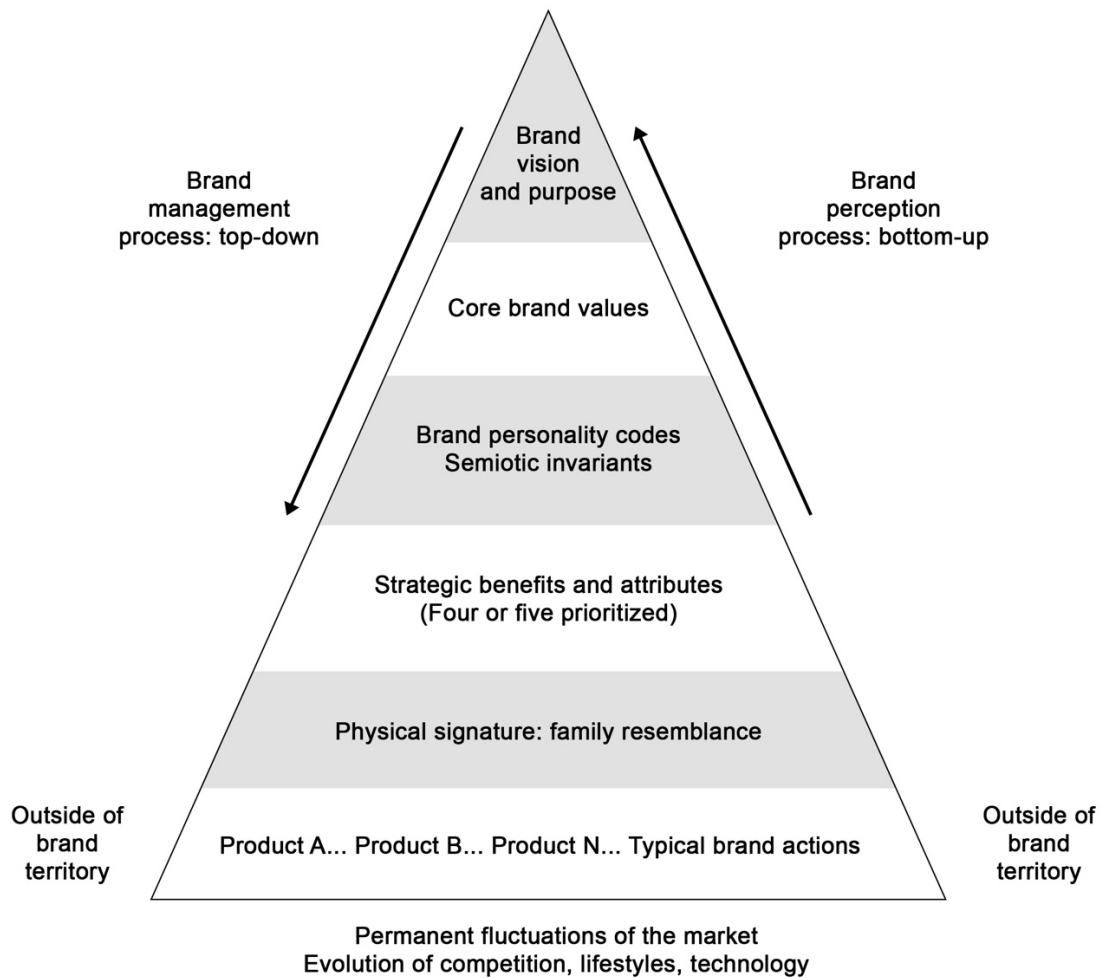 Brand
vision
and purpose
Brand
management
process: top-down
Brand
perception
process: bottom-up
Core brand values
Brand personality codes
Semiotic invariants
Strategic benefits and attributes
(Four or five prioritized)
Physical signature: family resemblance
Outside of
brand
territory
Product A... Product B... Product N... Typical brand actions
Outside of
brand
territory
Permanent fluctuations of the market
Evolution of competition, lifestyles, technology